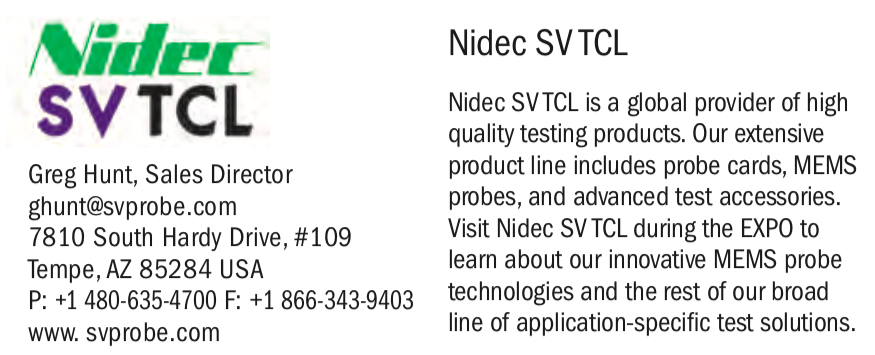 Nidec
SV TCL
Greg Hunt, Sales Director
ghunt@svprobe.com
7810 South Hardy Drive, #109
Tempe, AZ 85284 USA
P: +1 480-635-4700 F: +1 866-343-9403
www. svprobe.com
Nidec SV TCL
Nidec SV TCL is a global provider of high
quality testing products. Our extensive
product line includes probe cards, MEMS
probes, and advanced test accessories.
Visit Nidec SV TCL during the EXPO to
learn about our innovative MEMS probe
technologies and the rest of our broad
line of application-specific test solutions.